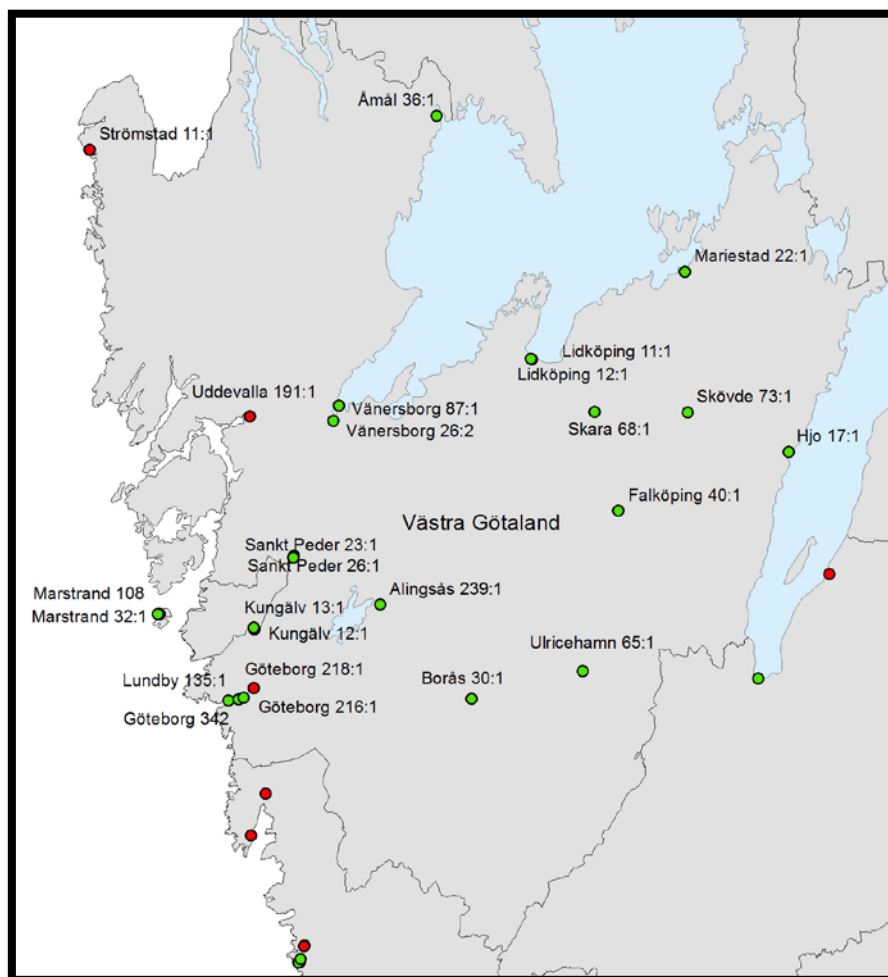 Åmål 36:1
Strömstad 11:1
Mariestad 22:1
Lidköping 11:1
Lidköping 12:1
Uddevalla 191:1
Vänersborg 87:1
Vänersborg 26:2
Skövde 73:1
Skara 68:1
Hjo 17:1
Falköping 40:1
Västra Götaland
Sankt Peder 23:1
Sankt Peder 26:1
Marstrand 108
Marstrand 32:1
Alingsås 239:1
Kungälv 13:1
Kungälv 12:1
Ulricehamn 65:1
Göteborg 218:1
Lundby 135:1
Borås 30:1
Göteborg 216:1
Göteborg 342